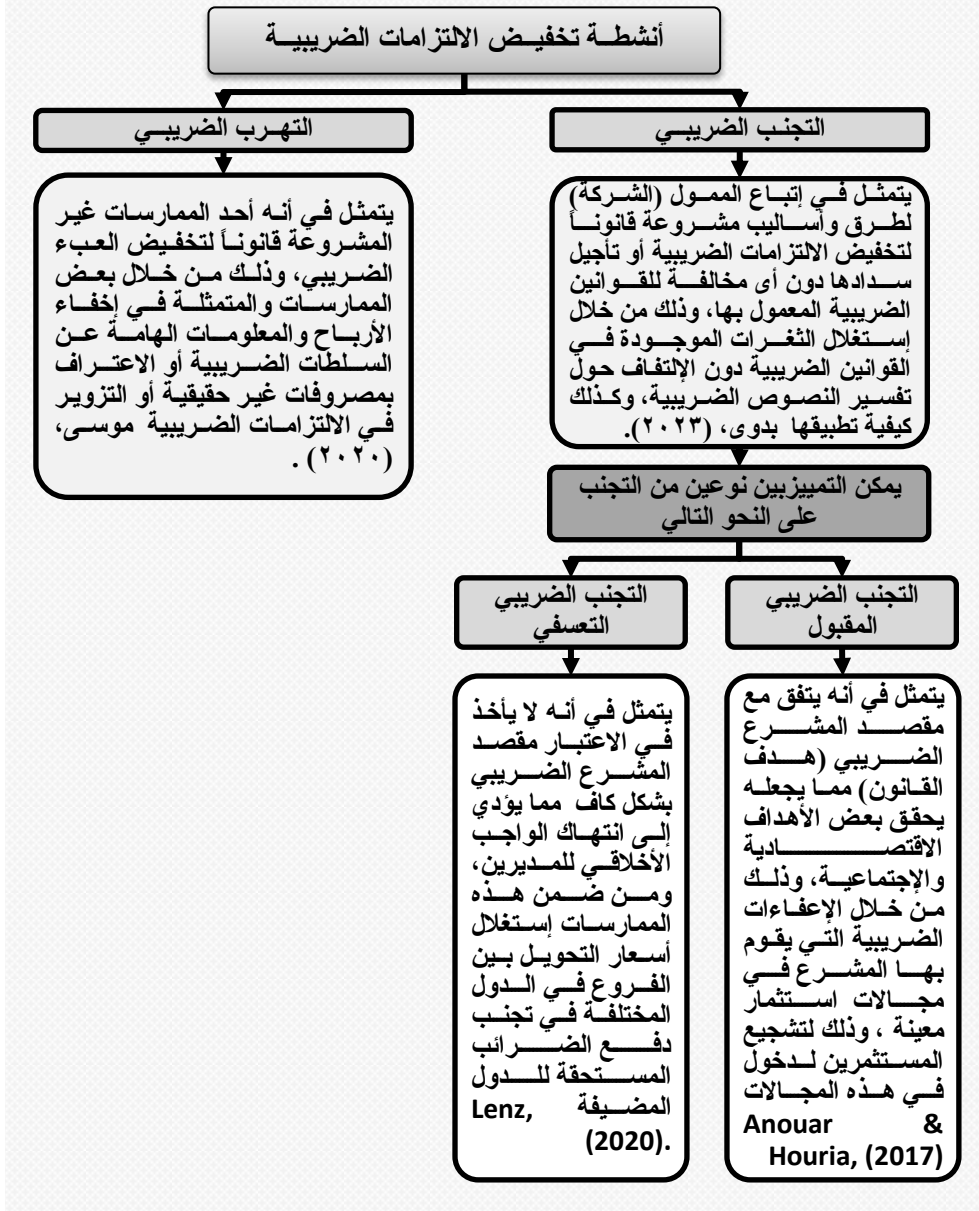 أنشطة تخفيض الالتزامات الضريبية
التجنب الضريبي
يتمثل في إتباع الممول (الشركة)
لطرق وأساليب مشروعة قانوناً
لتخفيض الالتزامات الضريبية أو تأجيل
سدادها دون أى مخالفة للقوانين
الضريبية المعمول بها، وذلك من خلال
إستغلال الثغرات الموجودة في
القوانين الضريبية دون الإلتفاف حول
تفسير النصوص الضريبية، وكذلك
كيفية تطبيقها بدوى، (٢٠٢٣).
التهرب الضريبي
يتمثل في أنه أحد الممارسات غير
المشروعة قانوناً لتخفيض العبء
الضريبي، وذلك من خلال بعض
الممارسات والمتمثلة في إخفاء
الأرباح والمعلومات الهامة عن
السلطات الضريبية أو الاعتراف
بمصروفات غير حقيقية أو التزوير
في الالتزامات الضريبية موسى،
(٢٠٢٠) .
يمكن التمييزبين نوعين من التجنب
على النحو التالي
التجنب الضريبي
المقبول
يتمثل في أنه يتفق مع
مقصد المشرع
الضريبي (هدف
القانون) مما يجعله
يحقق بعض الأهداف
الاقتصادية
والإجتماعية، وذلك
من خلال الإعفاءات
الضريبية التي يقوم
بها المشرع في
مجالات استثمار
معينة ، وذلك لتشجيع
المستثمرين لدخول
في هذه المجالات
Anouar &
Houria, (2017)
التجنب الضريبي
التعسفي
يتمثل في أنه لا يأخذ
في الاعتبار مقصد
المشرع الضريبي
بشكل كاف مما يؤدي
إلى انتهاك الواجب
الأخلاقي للمديرين،
ومن ضمن هذه
الممارسات إستغلال
أسعار التحويل بين
الفروع في الدول
المختلفة في تجنب
دفع الضرائب
المستحقة للدول
المضيفة Lenz,
(2020).